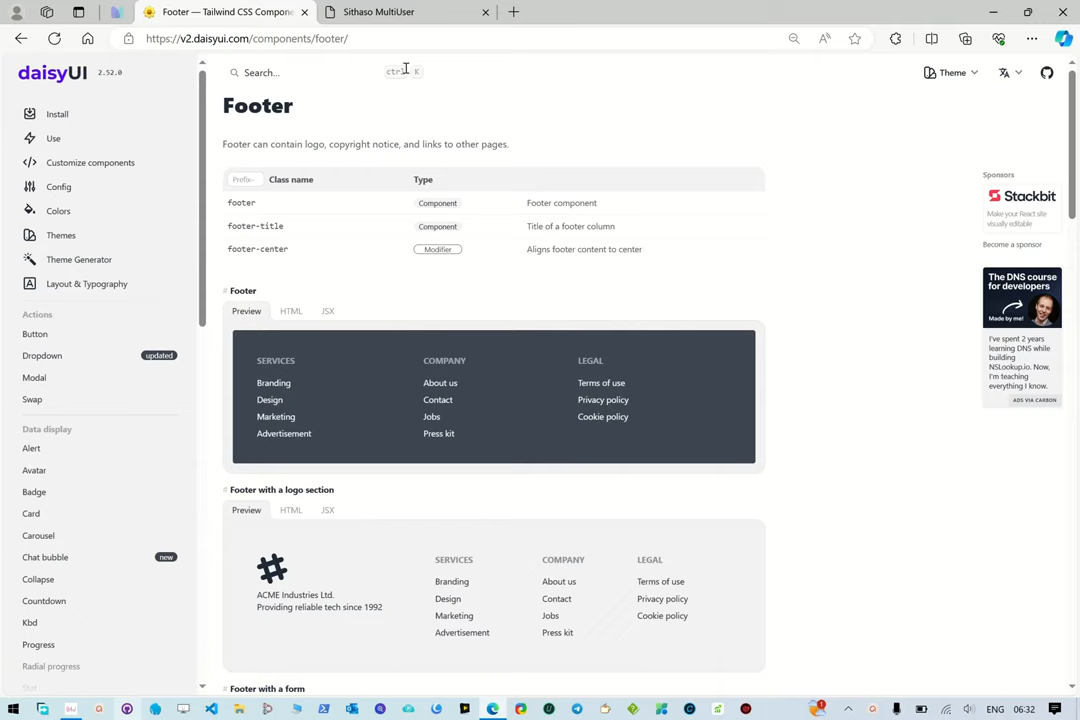 Footer — Tailwind CSS Compone
Sithaso MultiUser
https://v2.daisyui.com/components/footer/
daisyUI 2.52.0
Search...
K
Theme
Install
Use
Customize components
Config
Colors
Themes
Theme Generator
Layout & Typography
Actions
Button
Dropdown updated
Modal
Swap
Data display
Alert
Avatar
Badge
Card
Carousel
Chat bubble new
Collapse
Countdown
Kbd
Progress
Radial progress
Stat
Footer
Footer can contain logo, copyright notice, and links to other pages.
Prefix- Class name Type
footer Component Footer component
footer-title Component Title of a footer column
footer-center Modifier Aligns footer content to center
# Footer
Preview HTML JSX
SERVICES COMPANY LEGAL
Branding About us Terms of use
Design Contact Privacy policy
Marketing Jobs Cookie policy
Advertisement Press kit
# Footer with a logo section
Preview HTML JSX
SERVICES COMPANY LEGAL
Branding About us Terms of use
Design Contact Privacy policy
Marketing Jobs Cookie policy
Advertisement Press kit
ACME Industries Ltd.
Providing reliable tech since 1992
# Footer with a form
Sponsors
Stackbit
Make your React site
visually editable
Become a sponsor
The DNS course
for developers
Made by me!
I've spent 2 years
learning DNS while
building
NSLookup.io. Now,
I'm teaching
everything I know.
ADS VIA CARBON
ENG 06:32